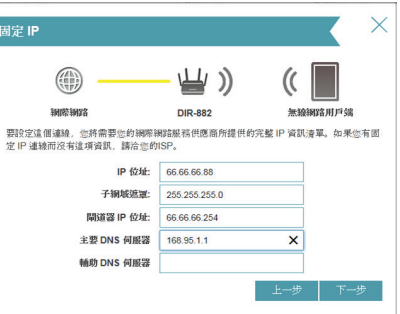 固定 IP
網際網路
DIR-882
無線網路用戶端
要設定這個連線，您將需要您的網際網路服務供應商所提供的完整 IP 資訊清單。如果您有固
定 IP 連線而沒有這項資訊，請洽您的ISP。
IP 位址:
66.66.66.88
子網域遮罩:
255.255.255.0
閘道器 IP 位址:
66.66.66.254
主要 DNS 伺服器
168.95.1.1
輔助 DNS 伺服器
上一步
下一步